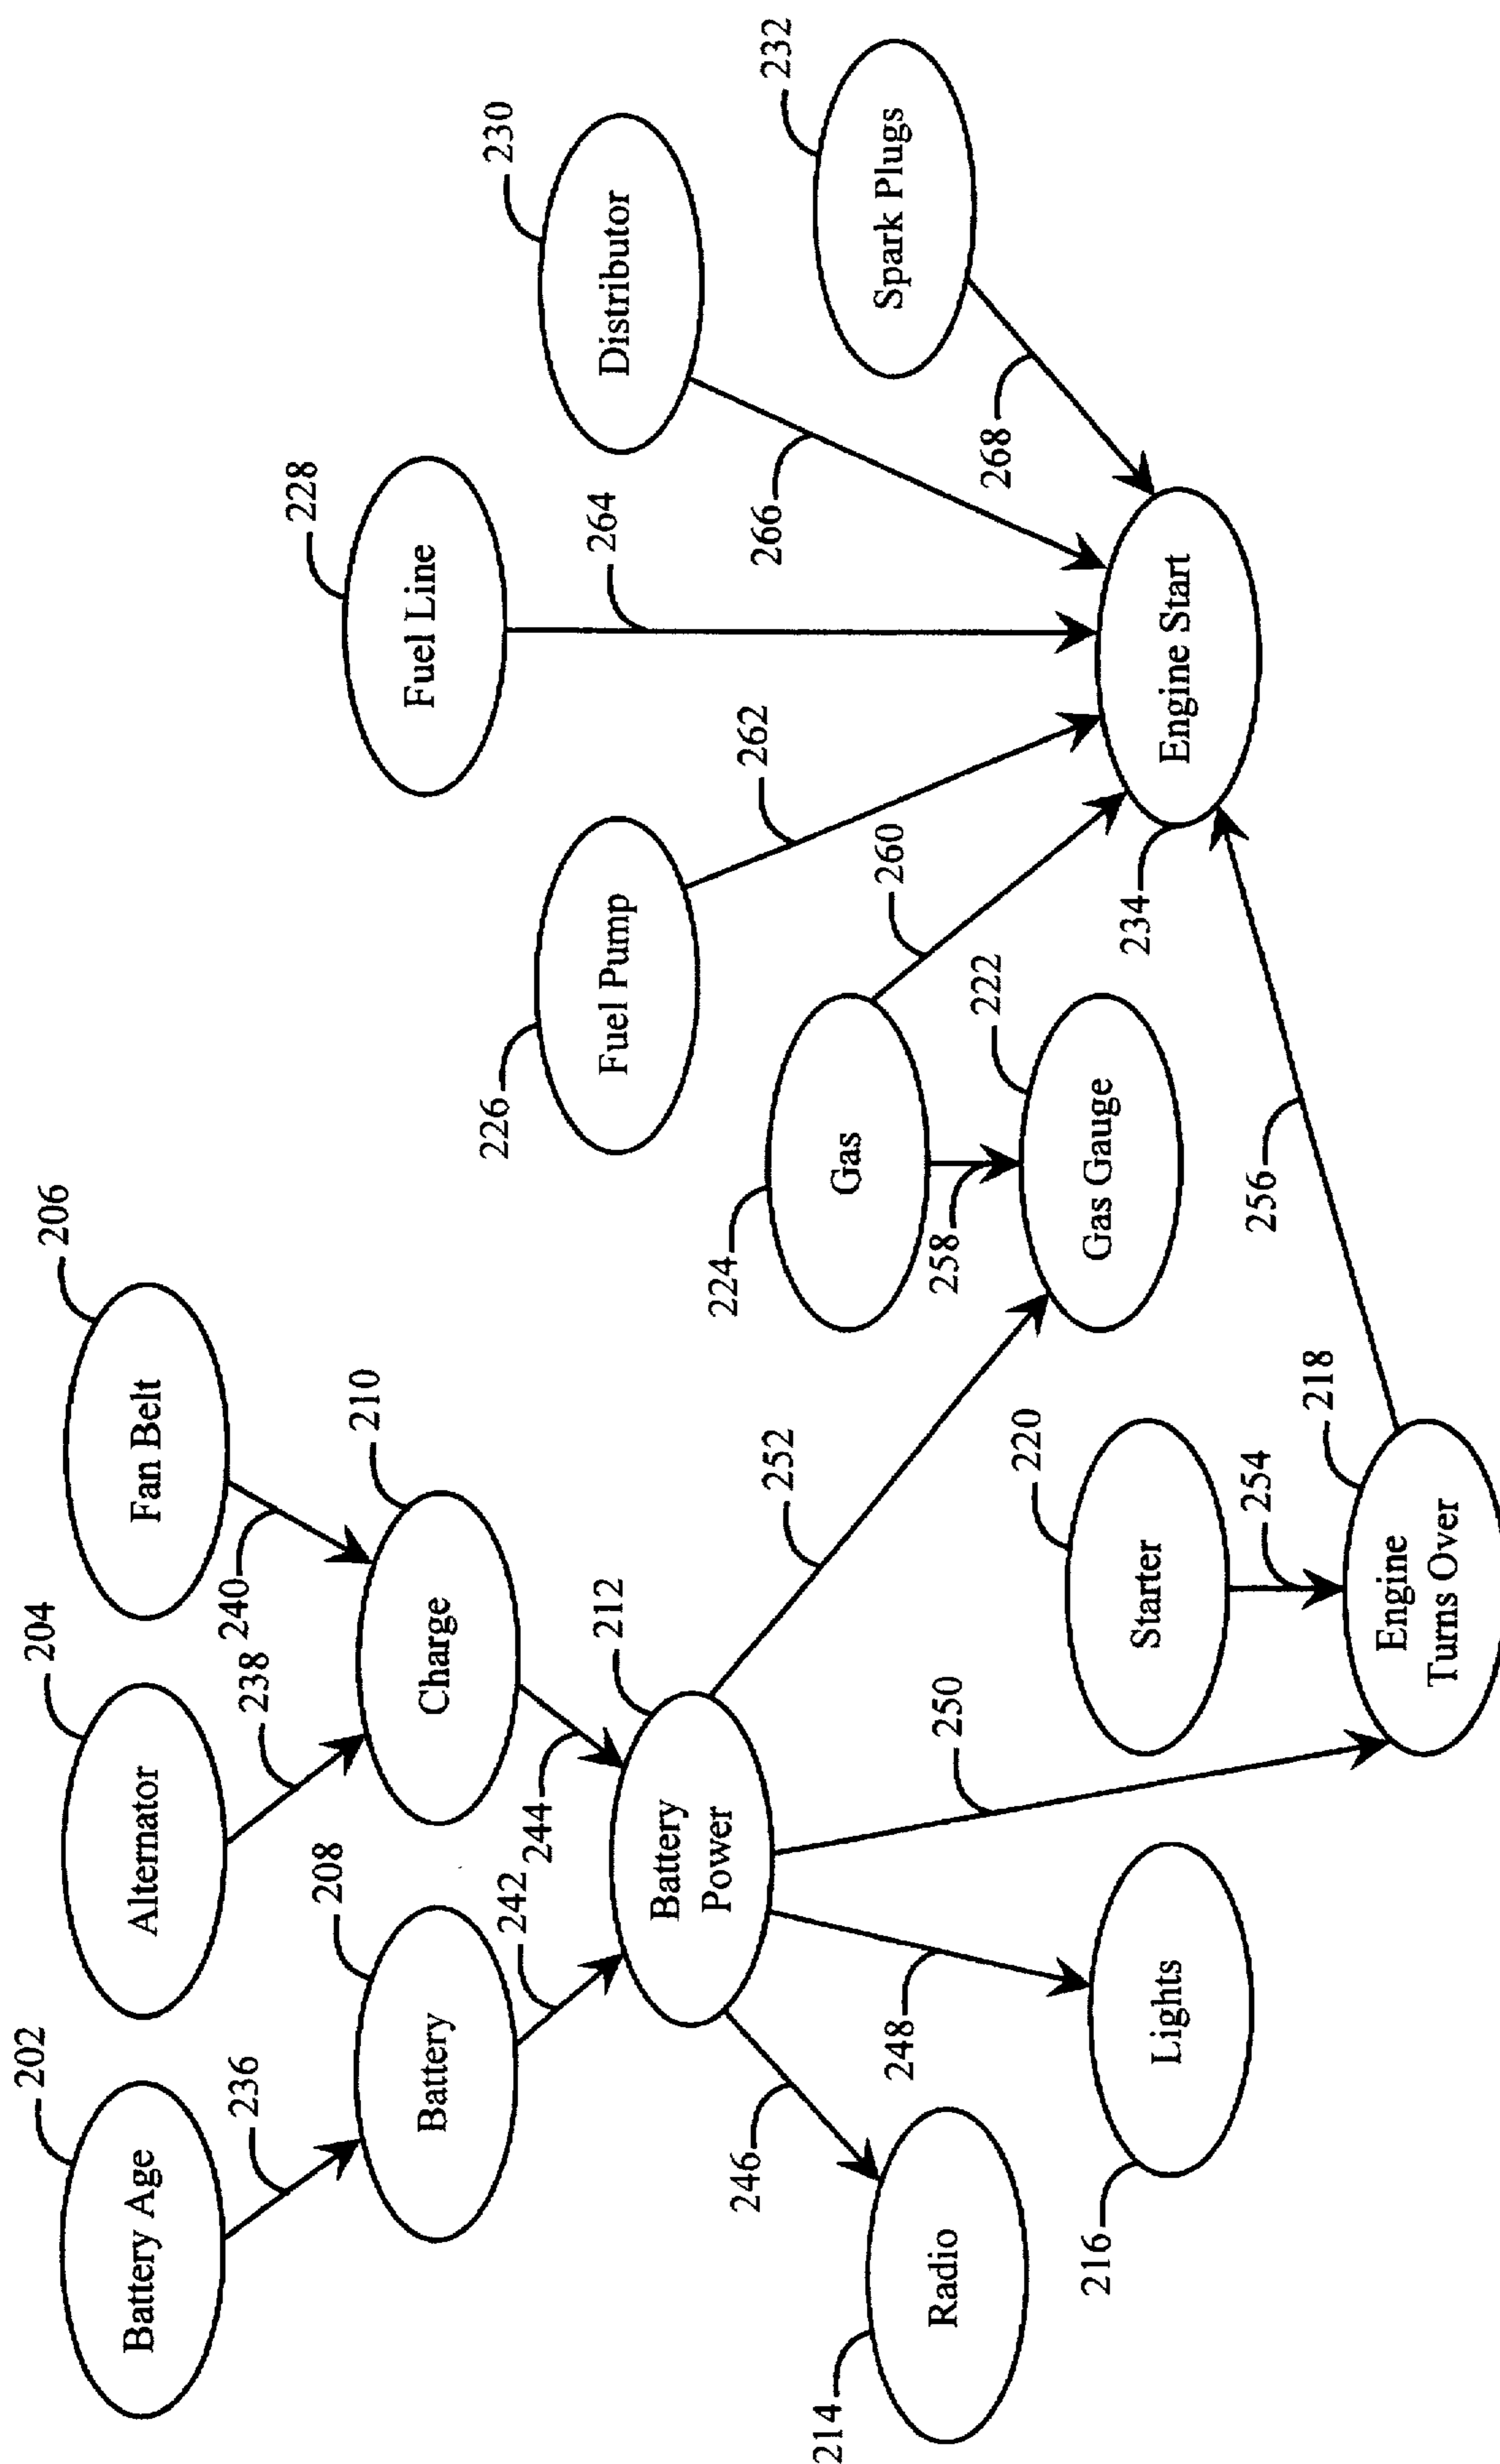 202
204
206
Battery Age
Alternator
Fan Belt
236
238
240
228
208
210
Battery
Charge
Fuel Line
226
230
242
244
212
264
Fuel Pump
Distributor
Battery
Power
224
246
252
262
266
232
214
Gas
260
Spark Plugs
248
Radio
250
258
222
268
220
216
Gas Gauge
234
Lights
Starter
Engine Start
254
256
218
Engine
Turns Over